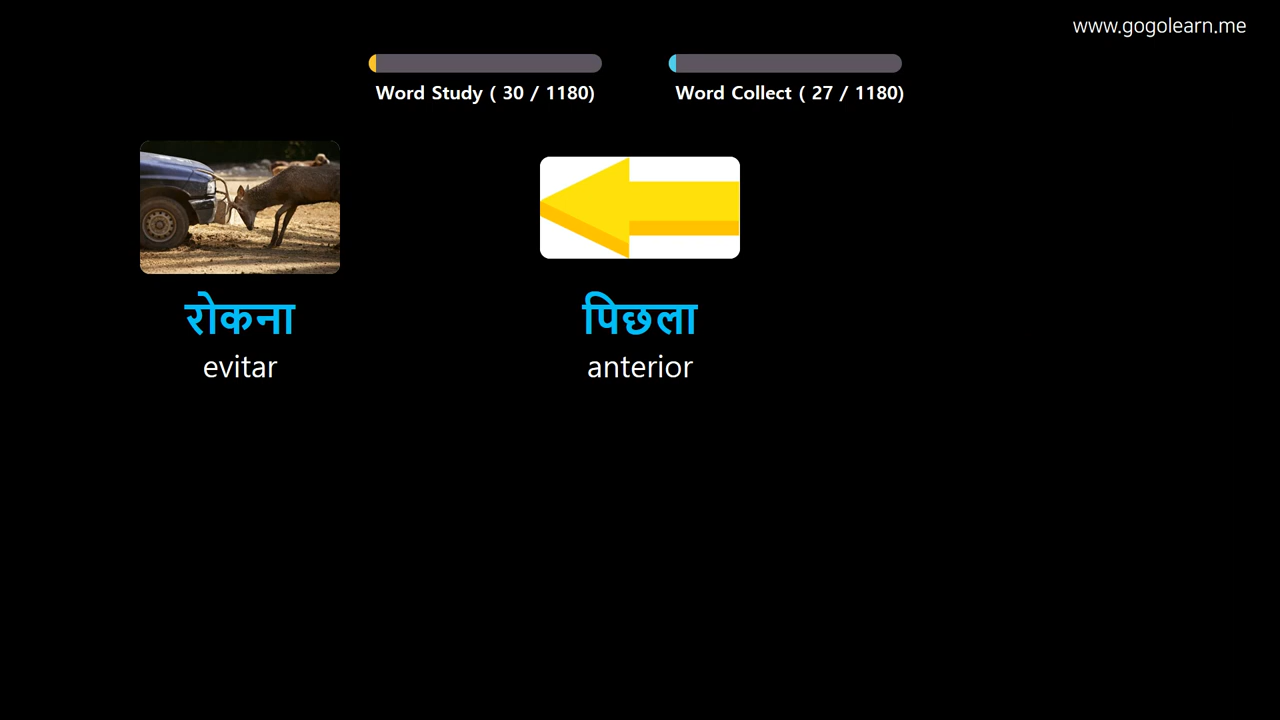 www.gogolearn.me
Word Study ( 30 / 1180)
Word Collect ( 27 / 1180)
रोकना
evitar
पिछला
anterior